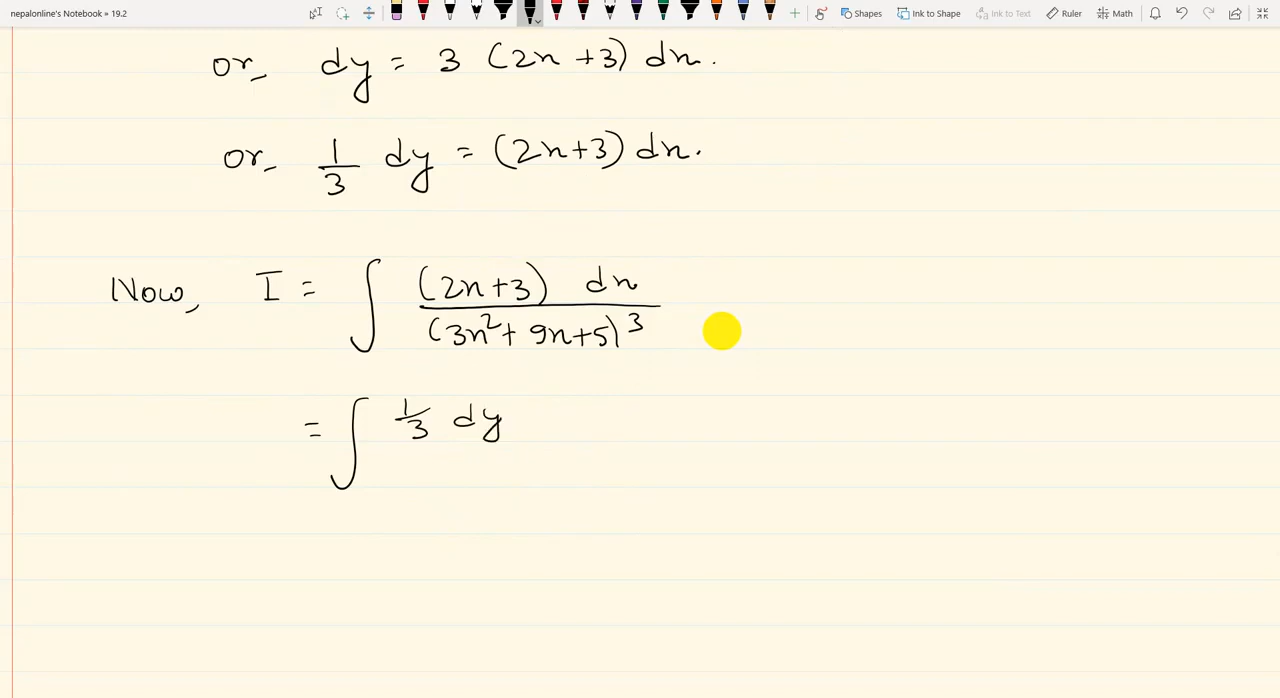 nepalonline's Notebook » 19.2
Shapes Ink to Shape Ink to Text Ruler Math
or, dy = 3 (2x+3) dx.
or, 1/3 dy = (2x+3) dx.
Now, I = ∫ (2x+3) dx / (3x²+9x+5)³
= ∫ 1/3 dy